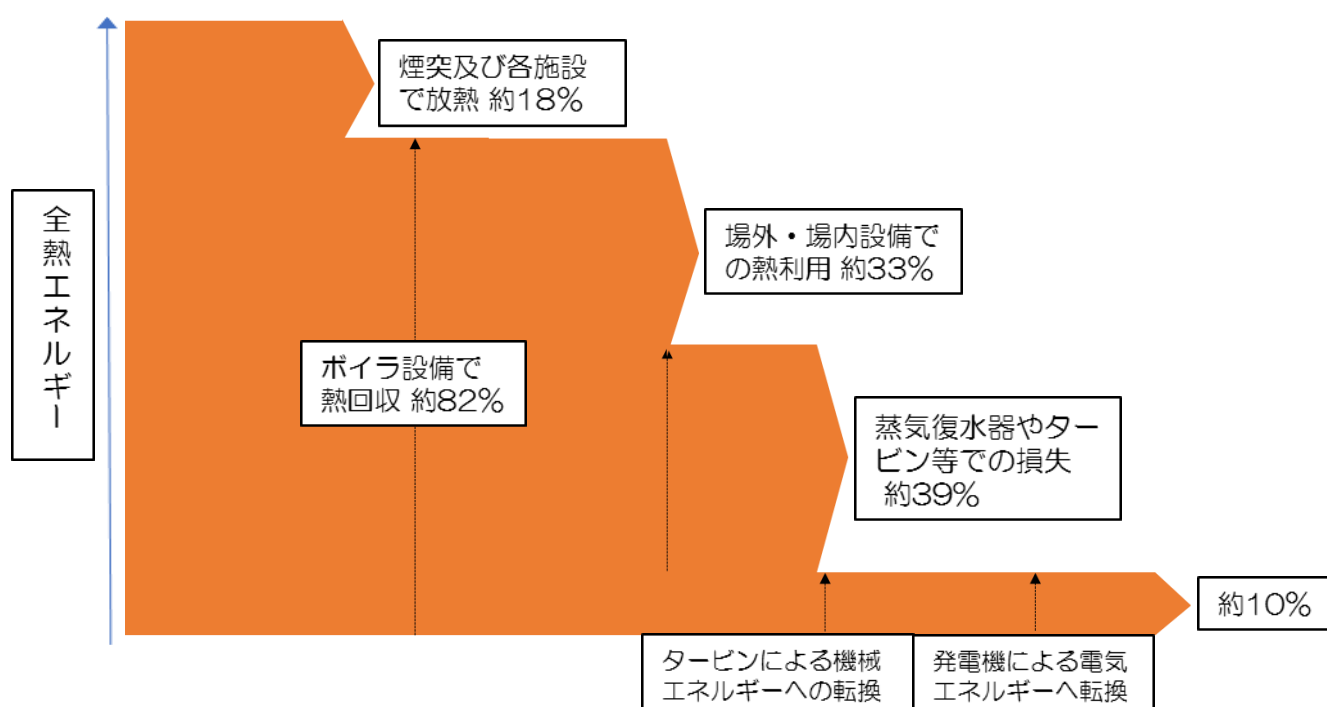 煙突及び各施設
で放熱 約18%
全熱エネルギー
場外・場内設備で
の熱利用 約33%
ボイラ設備で
熱回収 約82%
蒸気復水器やター
ビン等での損失
約39%
約10%
タービンによる機械
エネルギーへの転換
発電機による電気
エネルギーへ転換